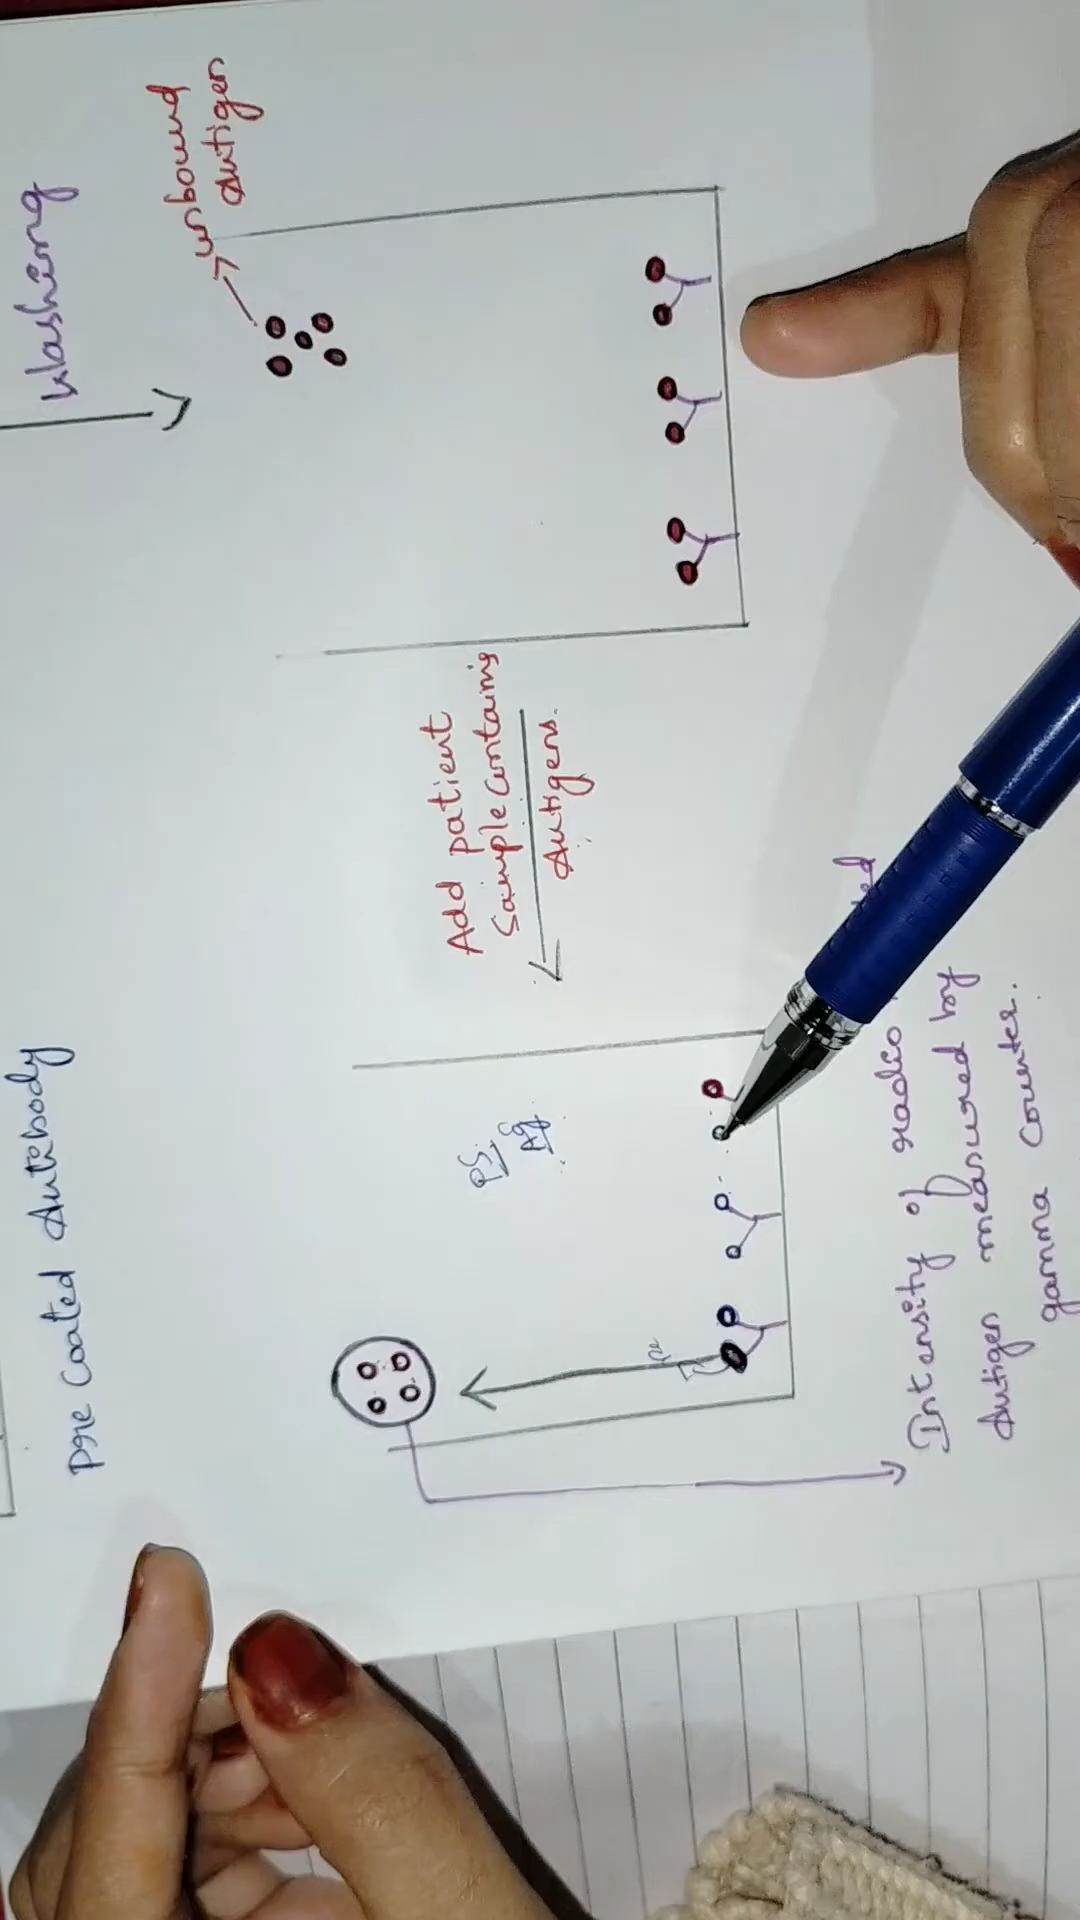 Washing
unbound
antigen
Add patient
Sample containing
Antigens.
Pre Coated Antibody
P.S.
Ag
Intensity of radio
Antigen measured by
gamma counter.